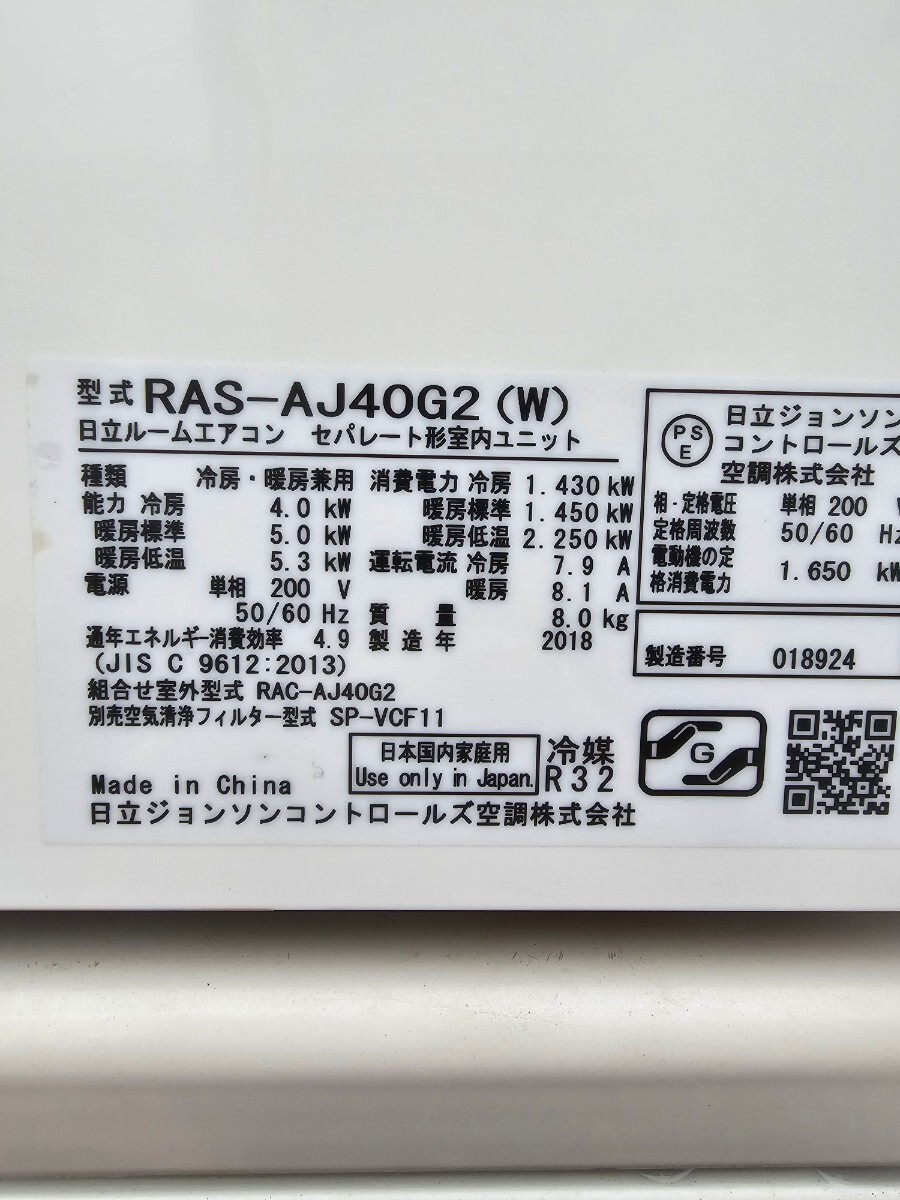 型式 RAS-AJ40G2 (W)
日立ルームエアコン セパレート形室内ユニット
種類 冷房・暖房兼用
能力 冷房 4.0 kW
暖房標準 5.0 kW
暖房低温 5.3 kW
電源 単相 200 V
50/60 Hz
通年エネルギー消費効率 4.9
(JIS C 9612:2013)
消費電力 冷房 1.430 kW
暖房標準 1.450 kW
暖房低温 2.250 kW
運転電流 冷房 7.9 A
暖房 8.1 A
質量 8.0 kg
製造年 2018
組合せ室外型式 RAC-AJ40G2
別売空気清浄フィルター型式 SP-VCF11
日本国内家庭用
Use only in Japan.
冷媒
R32
Made in China
日立ジョンソンコントロールズ空調株式会社
PS
E
日立ジョンソン
コントロールズ
空調株式会社
相・定格電圧 単相 200 V
定格周波数 50/60 Hz
電動機の定
格消費電力 1.650 kW
製造番号 018924
G